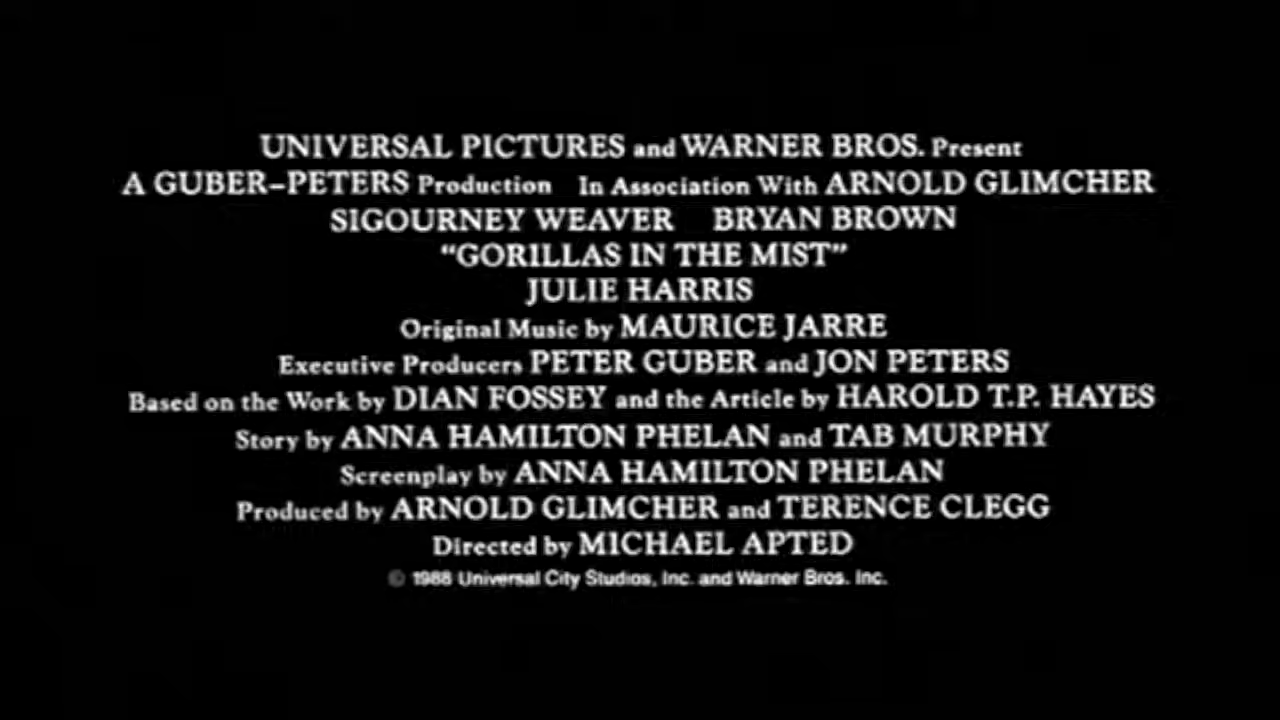 UNIVERSAL PICTURES and WARNER BROS. Present
A GUBER-PETERS Production In Association With ARNOLD GLIMCHER
SIGOURNEY WEAVER BRYAN BROWN
“GORILLAS IN THE MIST”
JULIE HARRIS
Original Music by MAURICE JARRE
Executive Producers PETER GUBER and JON PETERS
Based on the Work by DIAN FOSSEY and the Article by HAROLD T.P. HAYES
Story by ANNA HAMILTON PHELAN and TAB MURPHY
Screenplay by ANNA HAMILTON PHELAN
Produced by ARNOLD GLIMCHER and TERENCE CLEGG
Directed by MICHAEL APTED
© 1988 Universal City Studios, Inc. and Warner Bros. Inc.